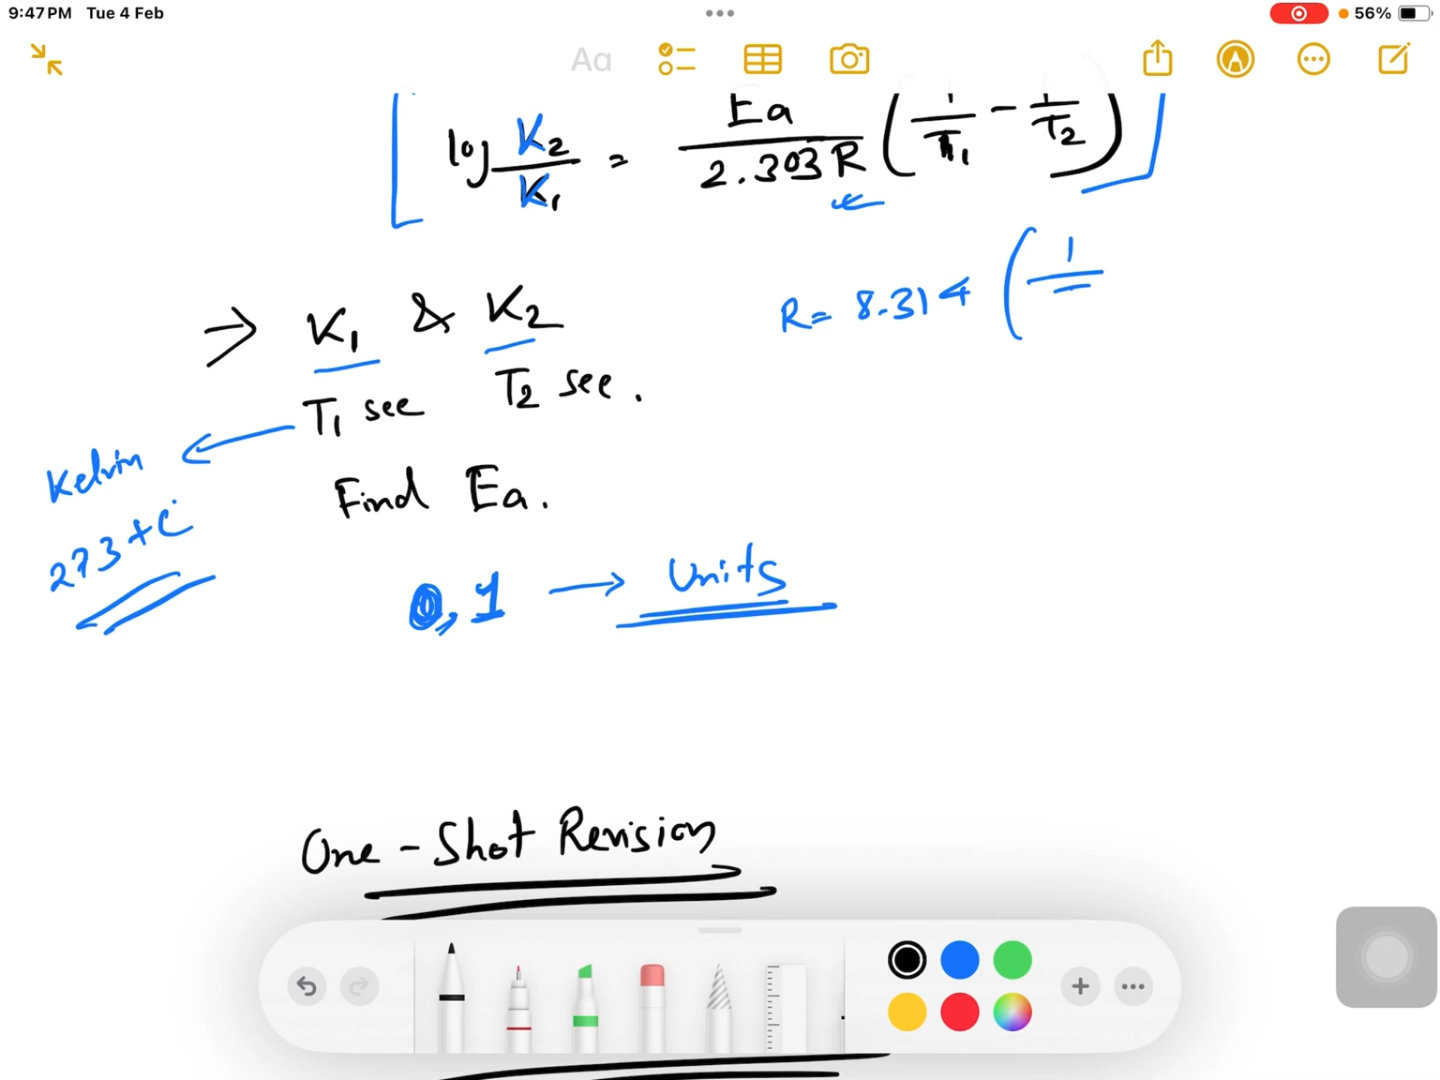 9:47 PM Tue 4 Feb
56%
Aa
log K2/K1 = Ea/2.303R (1/T1 - 1/T2)
R = 8.314 (1/
→ K1 & K2
T1 see T2 see.
Kelvin
273+C
Find Ea.
0, 1 → Units
One-Shot Revision